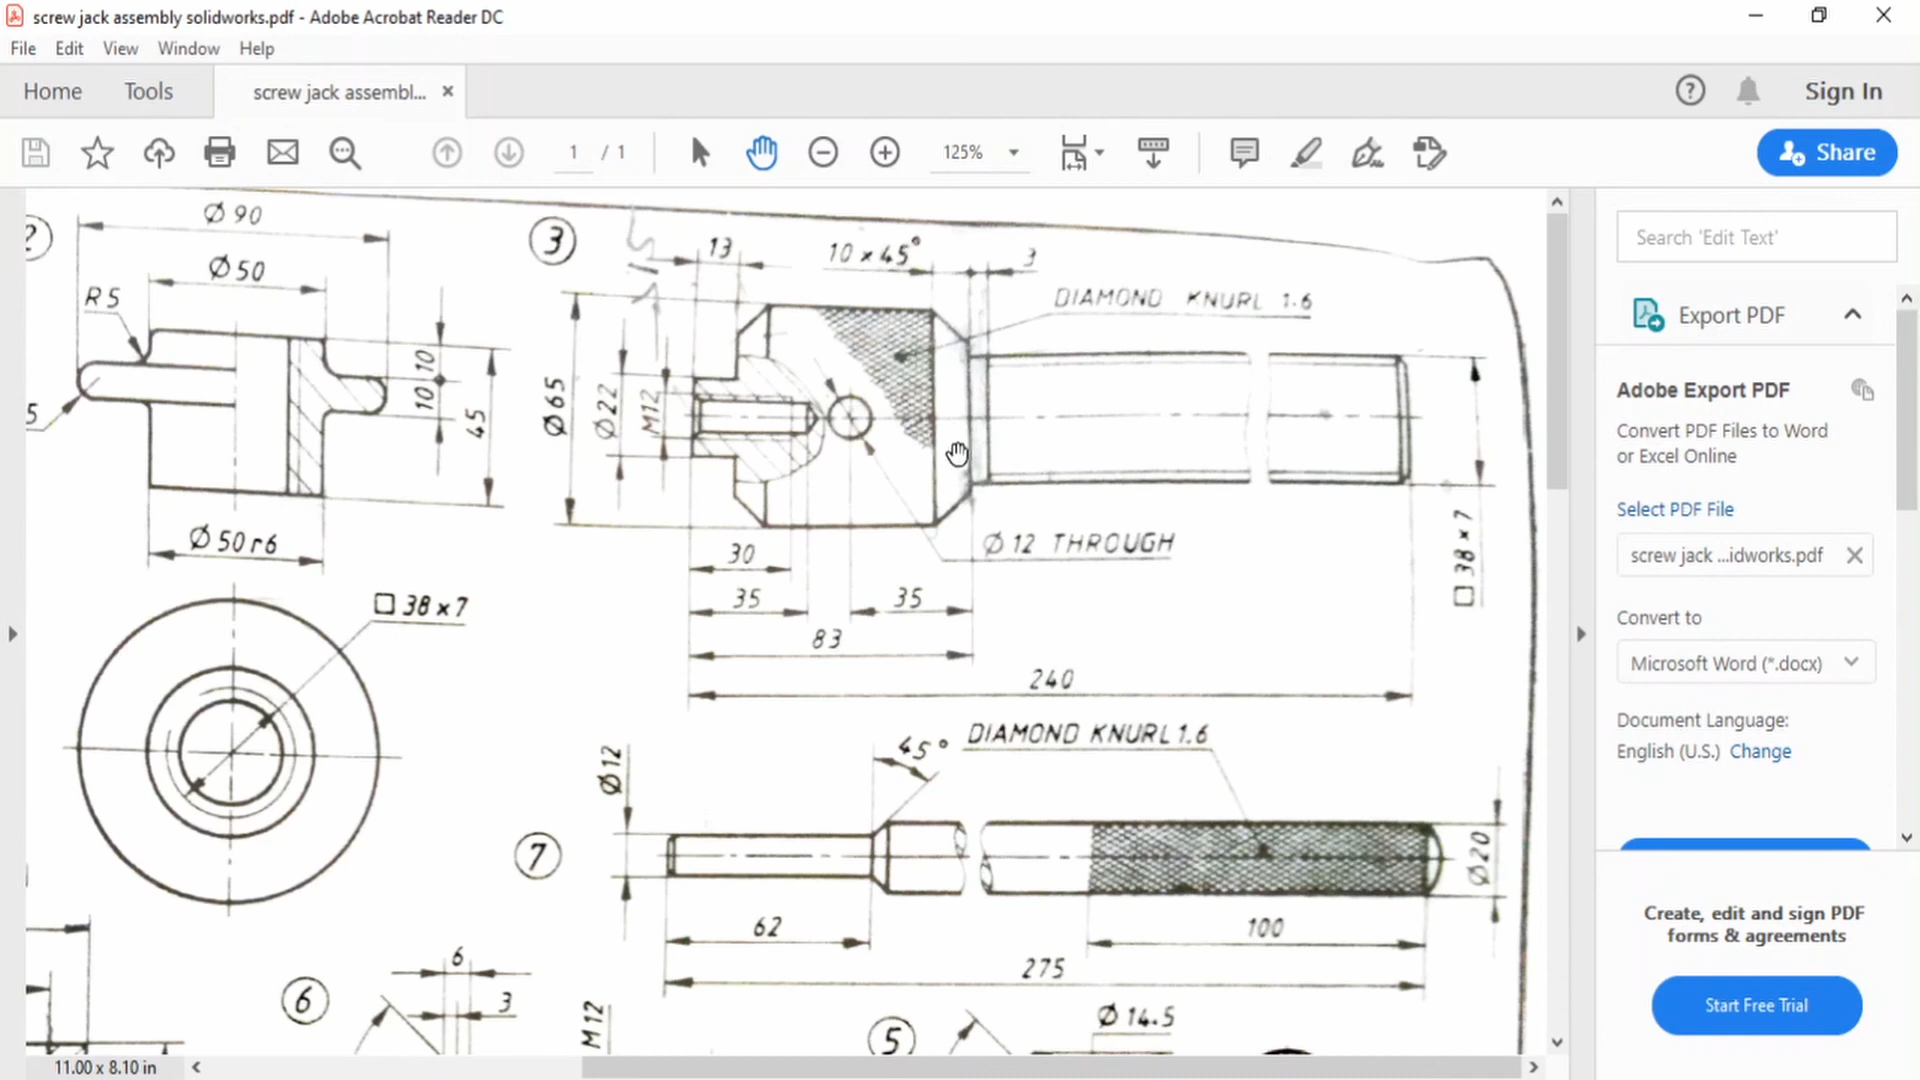 screw jack assembly solidworks.pdf - Adobe Acrobat Reader DC
File Edit View Window Help
Home Tools screw jack assembl... Sign In
1 / 1 125% Share
Ø 90
Ø 50
R5
10
10
45
5
Ø 50 r6
□ 38 x 7
3
13
10 x 45°
3
DIAMOND KNURL 1.6
Ø 65
Ø 22
M12
Ø 12 THROUGH
30
35
35
83
240
□ 38 x 7
7
Ø 12
45°
DIAMOND KNURL 1.6
Ø 20
62
100
275
6
6
3
M 12
5
Ø 14.5
11.00 x 8.10 in
Search 'Edit Text'
Export PDF
Adobe Export PDF
Convert PDF Files to Word
or Excel Online
Select PDF File
screw jack ...idworks.pdf
Convert to
Microsoft Word (*.docx)
Document Language:
English (U.S.) Change
Create, edit and sign PDF
forms & agreements
Start Free Trial